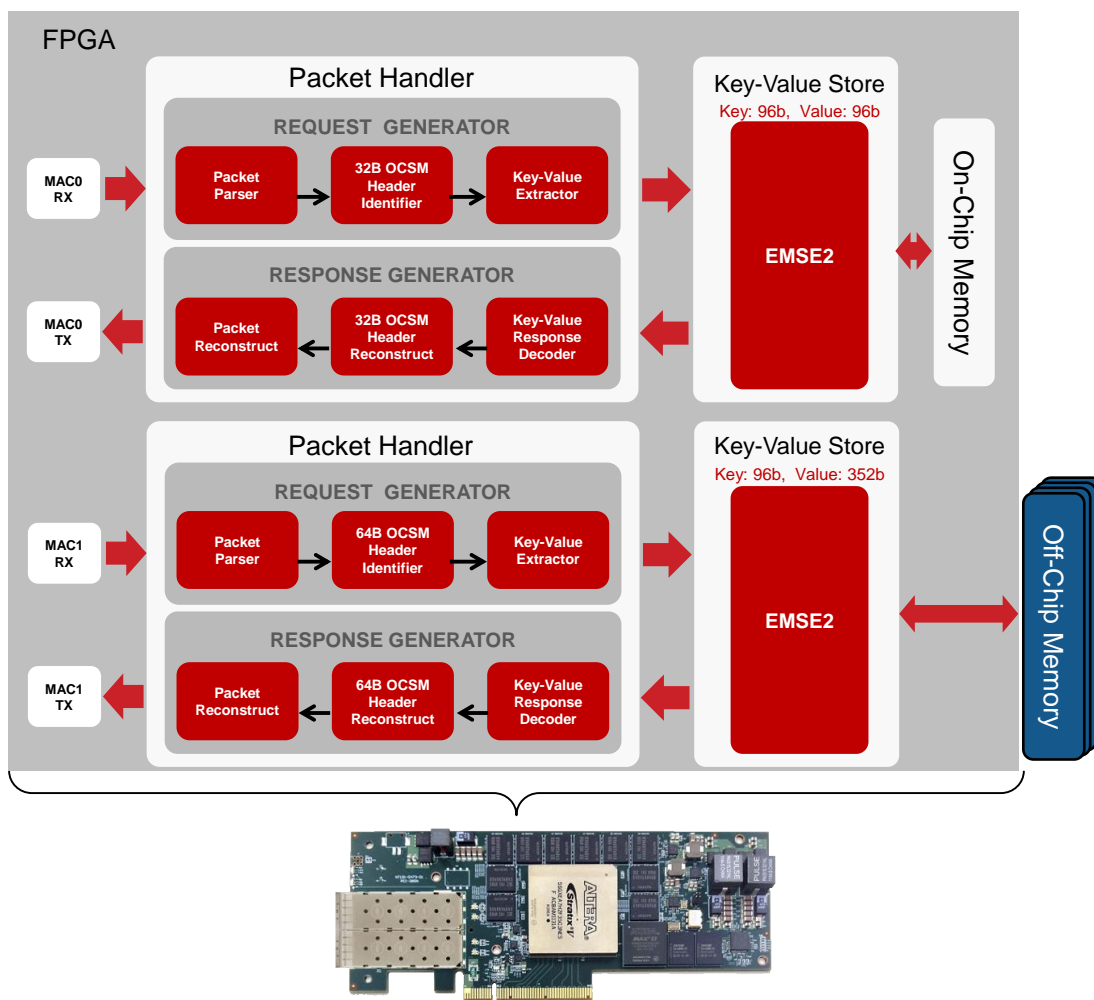 FPGA
Packet Handler
REQUEST GENERATOR
MAC0
RX
Packet
Parser
32B OCSM
Header
Identifier
Key-Value
Extractor
RESPONSE GENERATOR
MAC0
TX
Packet
Reconstruct
32B OCSM
Header
Reconstruct
Key-Value
Response
Decoder
Key-Value Store
Key: 96b, Value: 96b
EMSE2
On-Chip Memory
Packet Handler
REQUEST GENERATOR
MAC1
RX
Packet
Parser
64B OCSM
Header
Identifier
Key-Value
Extractor
RESPONSE GENERATOR
MAC1
TX
Packet
Reconstruct
64B OCSM
Header
Reconstruct
Key-Value
Response
Decoder
Key-Value Store
Key: 96b, Value: 352b
EMSE2
Off-Chip Memory
ALTERA
Stratix V
PULSE
PULSE